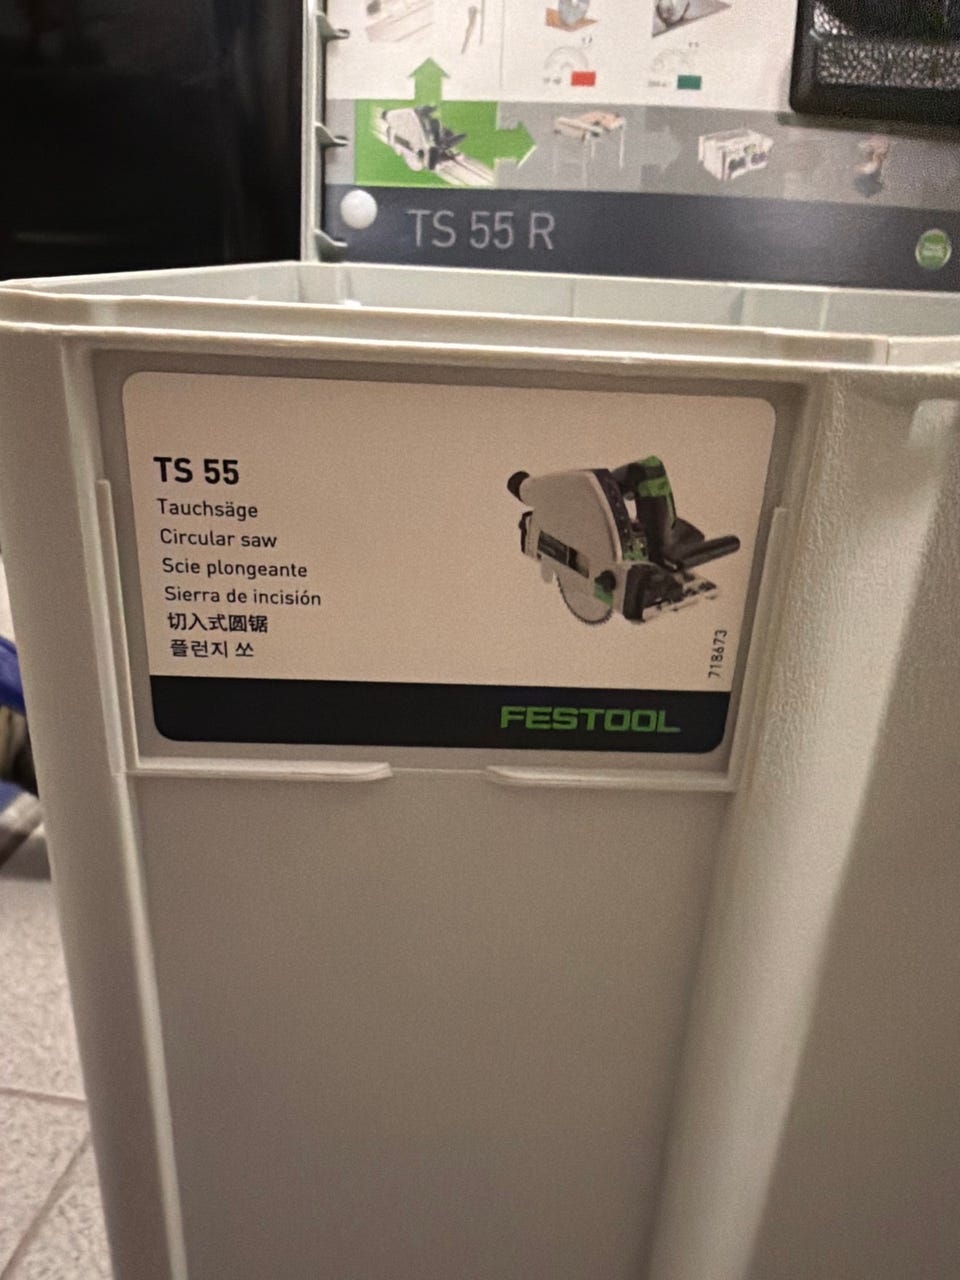 TS 55 R
TS 55
Tauchsäge
Circular saw
Scie plongeante
Sierra de incisión
切入式圆锯
플런지 쏘
718673
FESTOOL